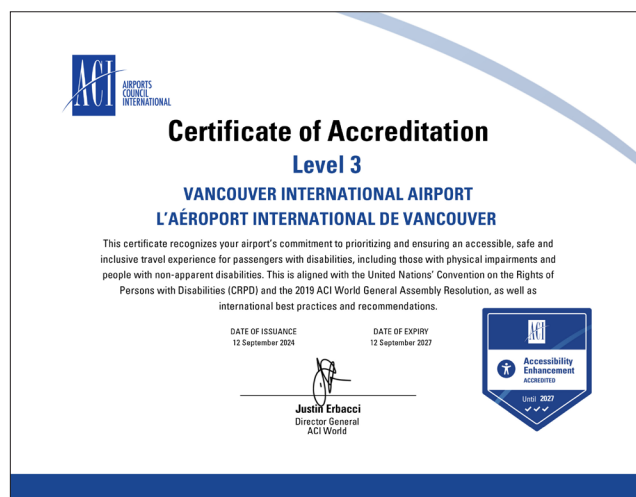 ACI
AIRPORTS
COUNCIL
INTERNATIONAL
Certificate of Accreditation
Level 3
VANCOUVER INTERNATIONAL AIRPORT
L'AÉROPORT INTERNATIONAL DE VANCOUVER
This certificate recognizes your airport's commitment to prioritizing and ensuring an accessible, safe and
inclusive travel experience for passengers with disabilities, including those with physical impairments and
people with non-apparent disabilities. This is aligned with the United Nations' Convention on the Rights of
Persons with Disabilities (CRPD) and the 2019 ACI World General Assembly Resolution, as well as
international best practices and recommendations.
DATE OF ISSUANCE
12 September 2024
DATE OF EXPIRY
12 September 2027
Justin Erbacci
Director General
ACI World
ACI
Accessibility
Enhancement
ACCREDITED
Until 2027